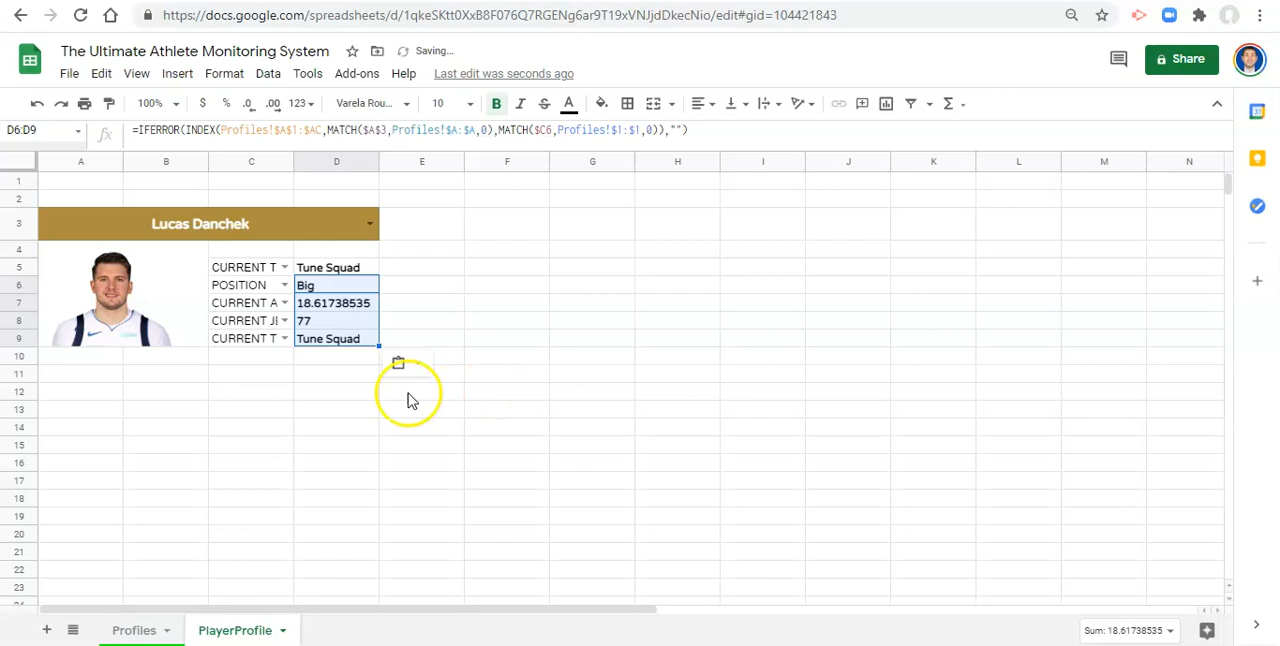 https://docs.google.com/spreadsheets/d/1qkeSKtt0XxB8F076Q7RGENg6ar9T19xVNJjdDkecNio/edit#gid=104421843
The Ultimate Athlete Monitoring System
Saving...
File Edit View Insert Format Data Tools Add-ons Help Last edit was seconds ago
Share
100% $ % .0 .00 123 Varela Rou... 10 B I S A
D6:D9 fx =IFERROR(INDEX(Profiles!$A$1:$AC,MATCH($A$3,Profiles!$A:$A,0),MATCH($C6,Profiles!$1:$1,0)),"")
A B C D E F G H I J K L M N
1
2
3 Lucas Danchek
4
5 CURRENT T Tune Squad
6 POSITION Big
7 CURRENT A 18.61738535
8 CURRENT JE 77
9 CURRENT T Tune Squad
10
11
12
13
14
15
16
17
18
19
20
21
22
23
Profiles PlayerProfile Sum: 18.61738535